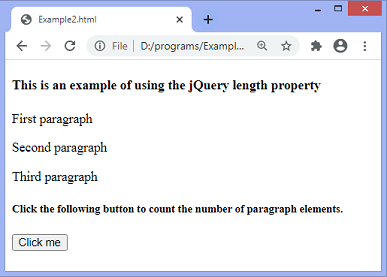 Example2.html
File
D:/programs/Exampl...
This is an example of using the jQuery length property
First paragraph
Second paragraph
Third paragraph
Click the following button to count the number of paragraph elements.
Click me